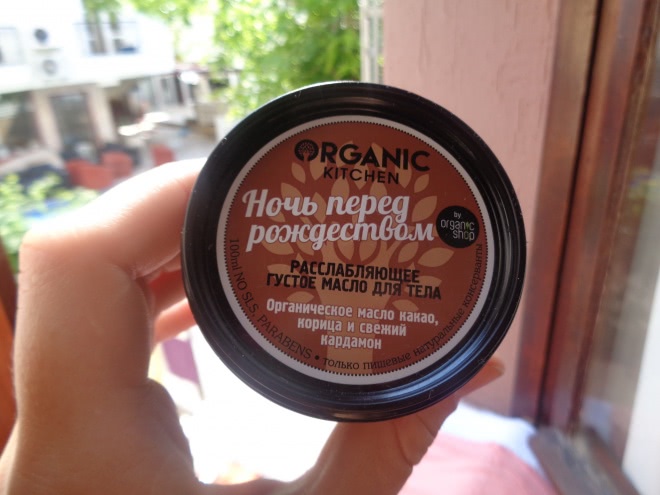 ORGANIC
KITCHEN
Ночь перед
рождеством
by
organic
shop
РАССЛАБЛЯЮЩЕЕ
ГУСТОЕ МАСЛО ДЛЯ ТЕЛА
Органическое масло какао,
корица и свежий
кардамон
100ml NO SLS, PARABENS • только пищевые натуральные консерванты